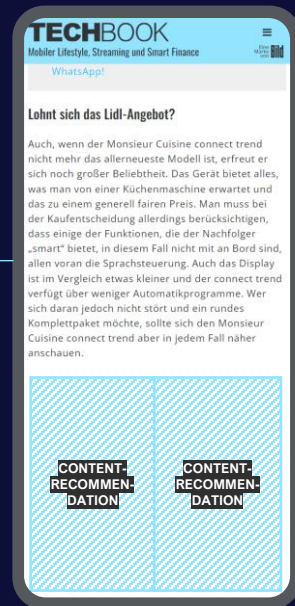 TECHBOOK
Mobiler Lifestyle, Streaming und Smart Finance
Eine
Marke von Bild
WhatsApp!
Lohnt sich das Lidl-Angebot?
Auch, wenn der Monsieur Cuisine connect trend
nicht mehr das allerneueste Modell ist, erfreut er
sich noch großer Beliebtheit. Das Gerät bietet alles,
was man von einer Küchenmaschine erwartet und
das zu einem generell fairen Preis. Man muss bei
der Kaufentscheidung allerdings berücksichtigen,
dass einige der Funktionen, die der Nachfolger
„smart“ bietet, in diesem Fall nicht mit an Bord sind,
allen voran die Sprachsteuerung. Auch das Display
ist im Vergleich etwas kleiner und der connect trend
verfügt über weniger Automatikprogramme. Wer
sich daran jedoch nicht stört und ein rundes
Komplettpaket möchte, sollte sich den Monsieur
Cuisine connect trend aber in jedem Fall näher
anschauen.
CONTENT-
RECOMMEN-
DATION
CONTENT-
RECOMMEN-
DATION